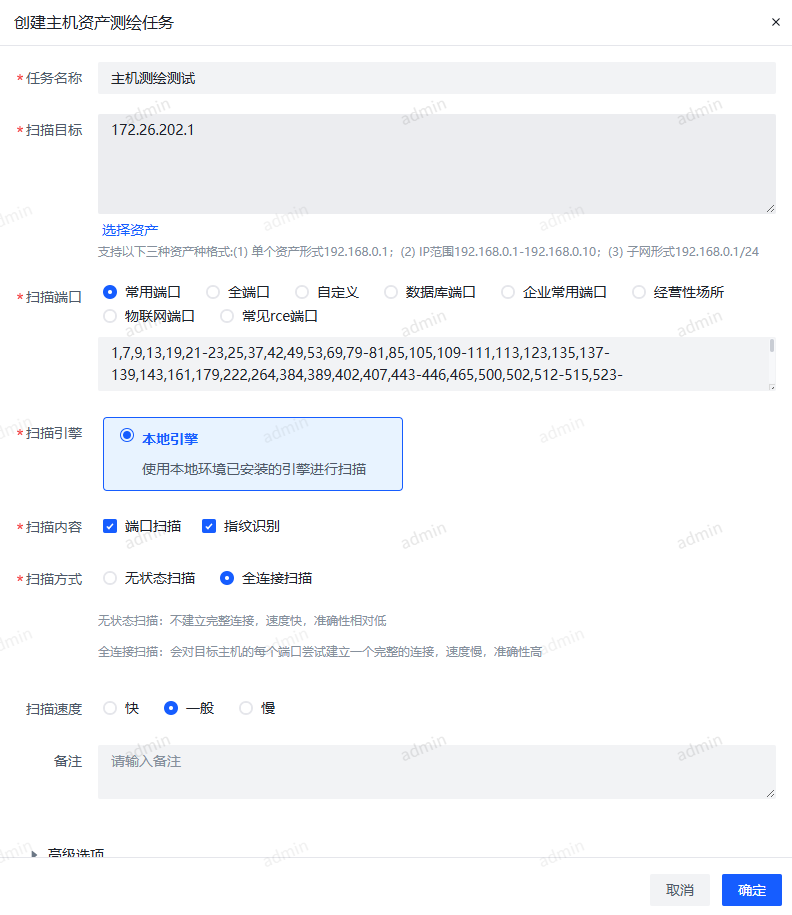 创建主机资产测绘任务
×
*任务名称
主机测绘测试
*扫描目标
172.26.202.1
选择资产
支持以下三种资产种格式:(1) 单个资产形式192.168.0.1；(2) IP范围192.168.0.1-192.168.0.10；(3) 子网形式192.168.0.1/24
*扫描端口
常用端口 全端口 自定义 数据库端口 企业常用端口 经营性场所
物联网端口 常见rce端口
1,7,9,13,19,21-23,25,37,42,49,53,69,79-81,85,105,109-111,113,123,135,137-
139,143,161,179,222,264,384,389,402,407,443-446,465,500,502,512-515,523-
*扫描引擎
本地引擎
使用本地环境已安装的引擎进行扫描
*扫描内容
端口扫描 指纹识别
*扫描方式
无状态扫描 全连接扫描
无状态扫描：不建立完整连接，速度快，准确性相对低
全连接扫描：会对目标主机的每个端口尝试建立一个完整的连接，速度慢，准确性高
扫描速度
快 一般 慢
备注
请输入备注
高级选项
取消 确定
admin